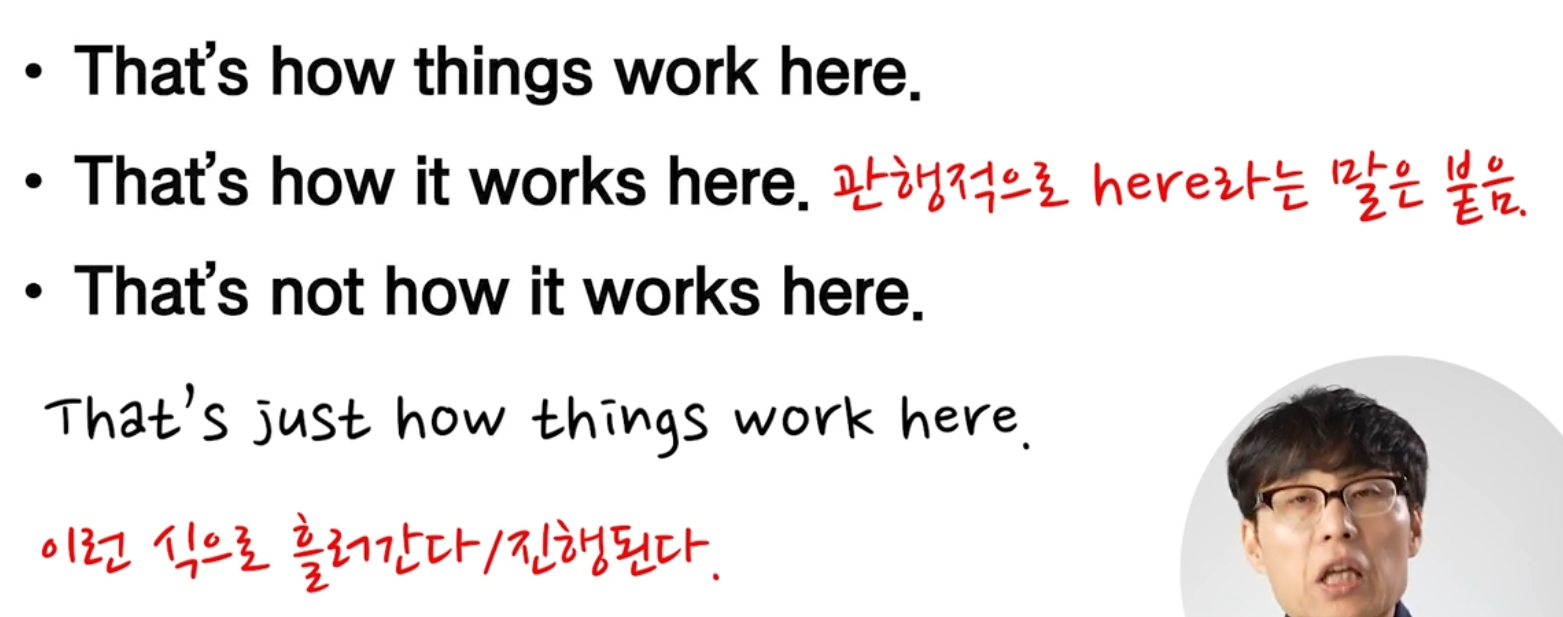 • That's how things work here.
• That's how it works here. 관행적으로 here라는 말은 붙음.
• That's not how it works here.
That's just how things work here.
이런 식으로 흘러간다/진행된다.